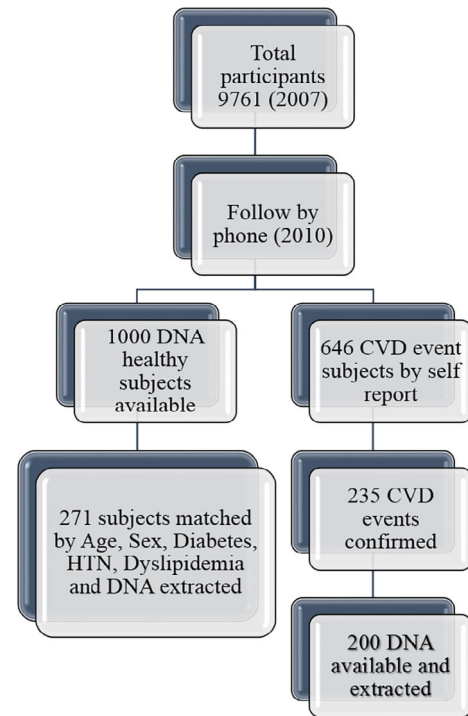 Total
participants
9761 (2007)
Follow by
phone (2010)
1000 DNA
healthy
subjects
available
646 CVD event
subjects by self
report
271 subjects matched
by Age, Sex, Diabetes,
HTN, Dyslipidemia
and DNA extracted
235 CVD
events
confirmed
200 DNA
available and
extracted